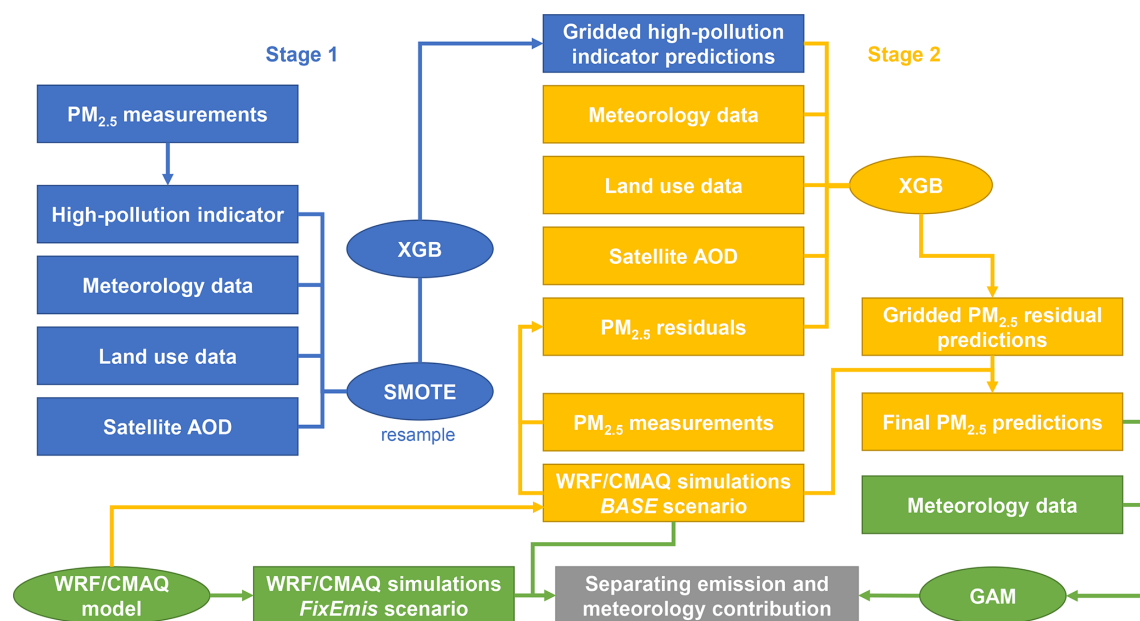 Stage 1
PM2.5 measurements
High-pollution indicator
Meteorology data
Land use data
Satellite AOD
XGB
SMOTE
resample
Gridded high-pollution
indicator predictions
Stage 2
Meteorology data
Land use data
Satellite AOD
PM2.5 residuals
PM2.5 measurements
WRF/CMAQ simulations
BASE scenario
XGB
Gridded PM2.5 residual
predictions
Final PM2.5 predictions
Meteorology data
WRF/CMAQ
model
WRF/CMAQ simulations
FixEmis scenario
Separating emission and
meteorology contribution
GAM